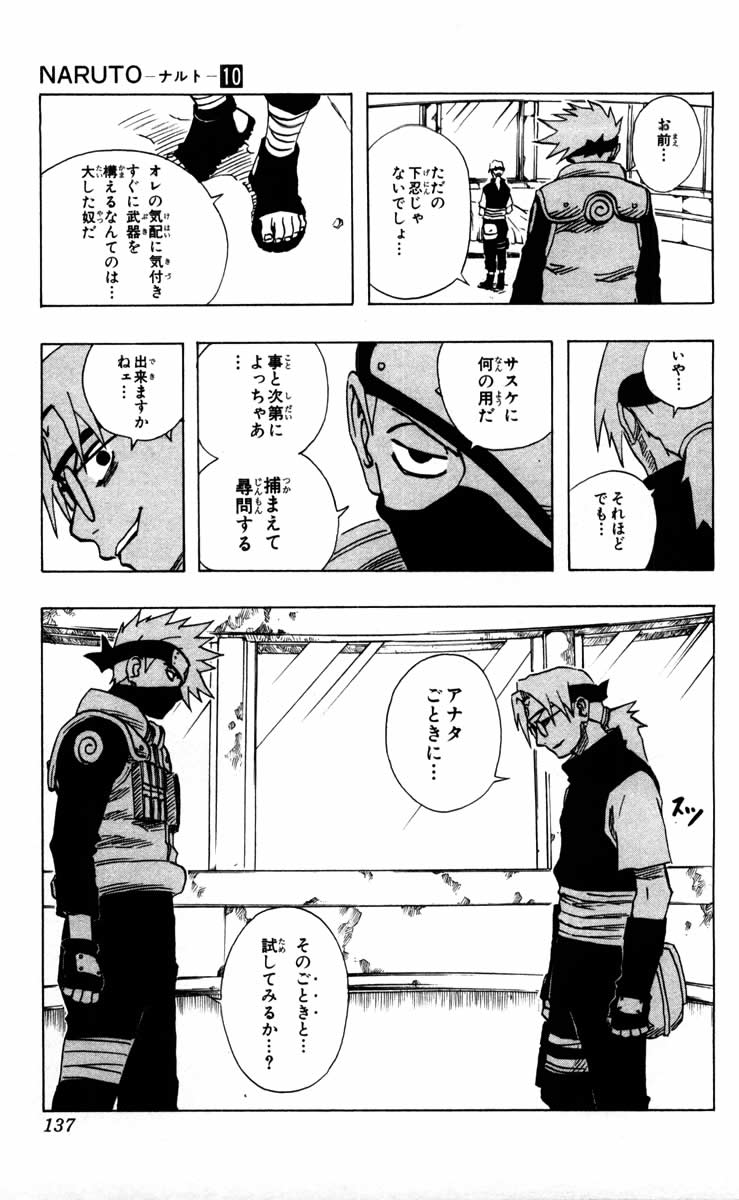 NARUTO―ナルト―10
お前…
ただの
下忍じゃ
ないでしょ…
オレの気配に気付き
すぐに武器を
構えるなんてのは…
大した奴だ
いや…
それほど
でも…
サスケに
何の用だ
事と次第に
よっちゃあ
…
捕まえて
尋問する
出来ますか
ねェ…
アナタ
ごときに…
スッ
そのごときと…
試してみるか…?
137